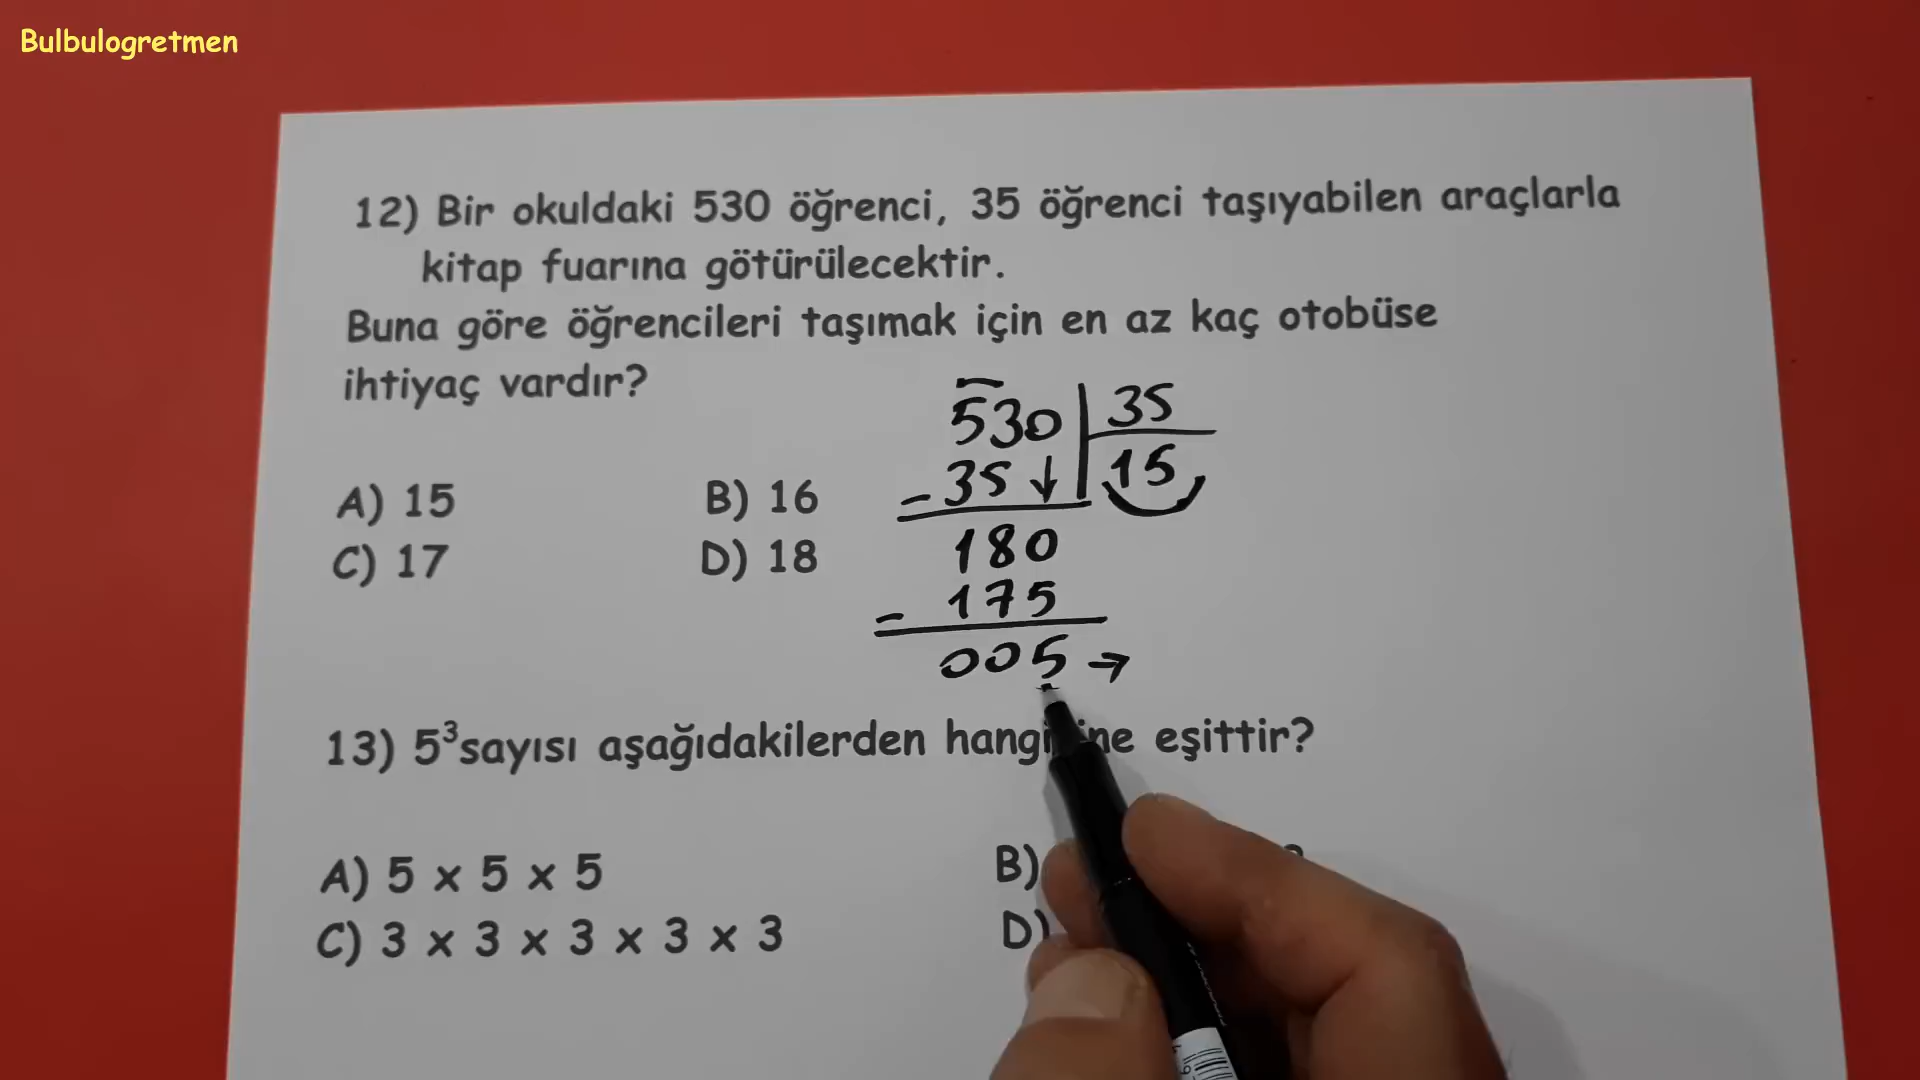 Bulbulogretmen
12) Bir okuldaki 530 öğrenci, 35 öğrenci taşıyabilen araçlarla
kitap fuarına götürülecektir.
Buna göre öğrencileri taşımak için en az kaç otobüse
ihtiyaç vardır?
A) 15 B) 16
C) 17 D) 18
530 35
- 35 ↓ 15
180
- 175
005 →
13) 5³sayısı aşağıdakilerden eşittir?
A) 5 x 5 x 5 B)
C) 3 x 3 x 3 x 3 x 3 D)